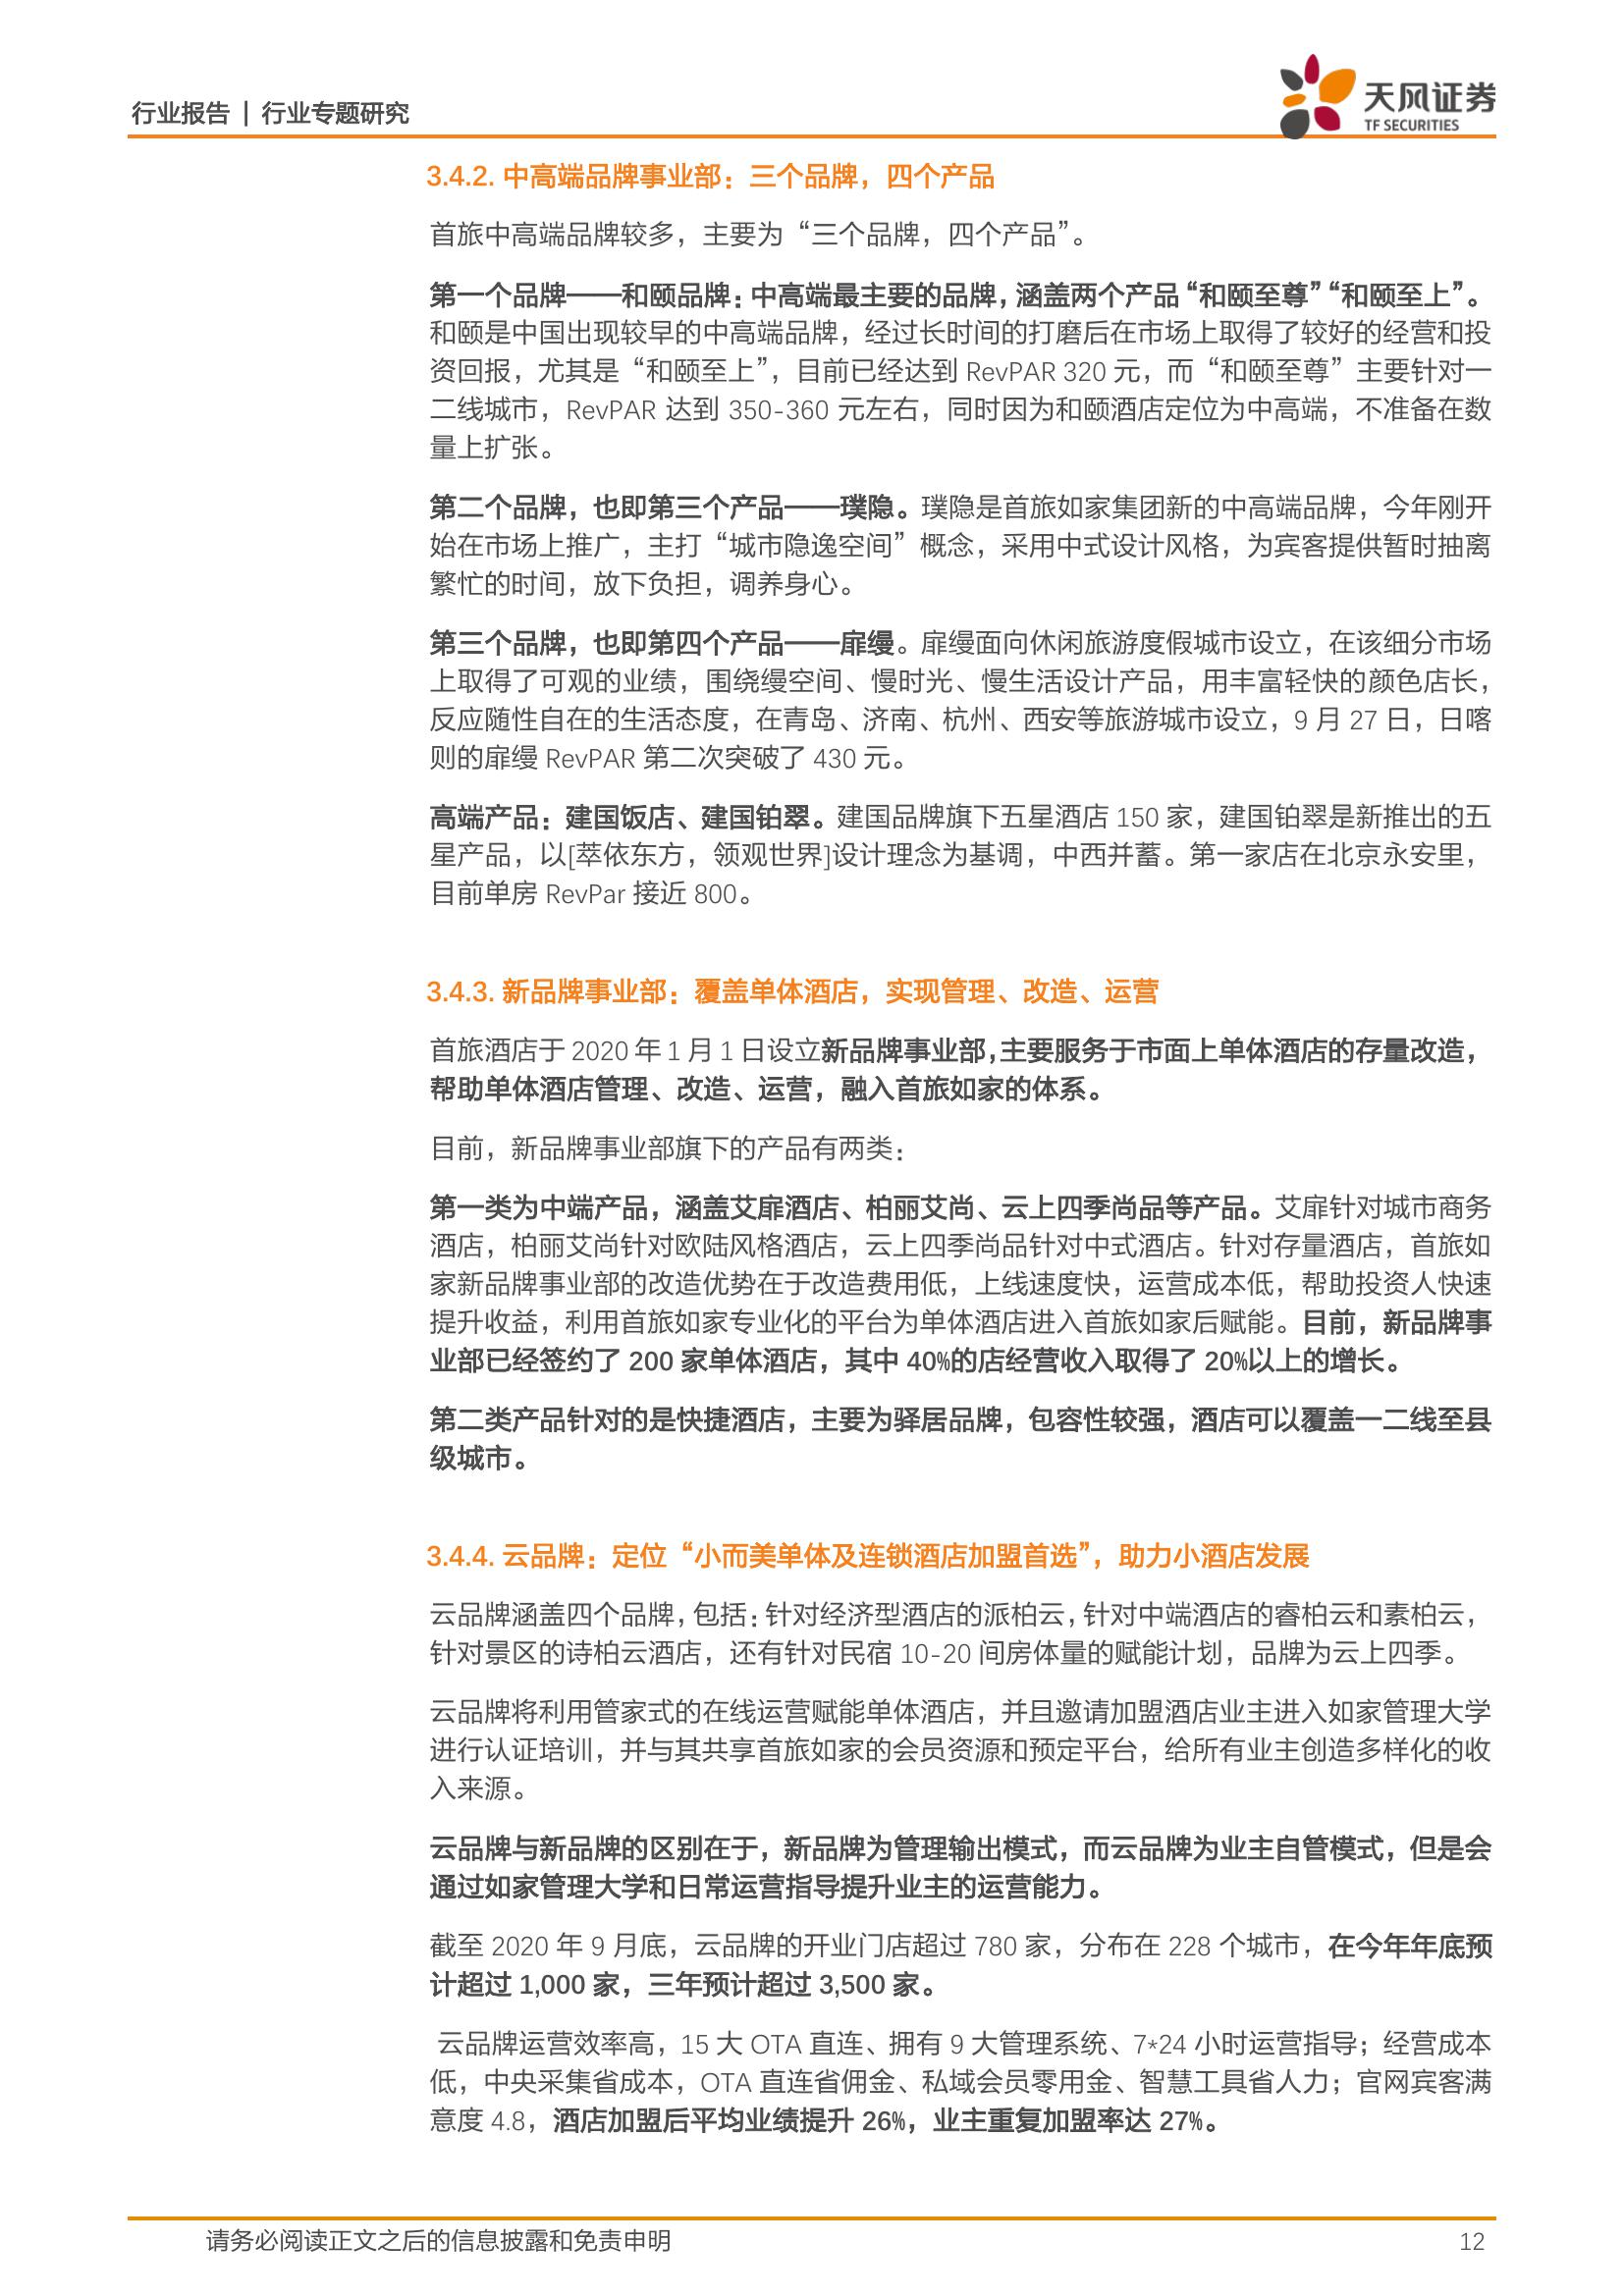 行业报告 | 行业专题研究
天风证券
TF SECURITIES
3.4.2. 中高端品牌事业部：三个品牌，四个产品
首旅中高端品牌较多，主要为“三个品牌，四个产品”。
第一个品牌——和颐品牌：中高端最主要的品牌，涵盖两个产品“和颐至尊”“和颐至上”。
和颐是中国出现较早的中高端品牌，经过长时间的打磨后在市场上取得了较好的经营和投
资回报，尤其是“和颐至上”，目前已经达到 RevPAR 320 元，而“和颐至尊”主要针对一
二线城市，RevPAR 达到 350-360 元左右，同时因为和颐酒店定位为中高端，不准备在数
量上扩张。
第二个品牌，也即第三个产品——璞隐。璞隐是首旅如家集团新的中高端品牌，今年刚开
始在市场上推广，主打“城市隐逸空间”概念，采用中式设计风格，为宾客提供暂时抽离
繁忙的时间，放下负担，调养身心。
第三个品牌，也即第四个产品——扉缦。扉缦面向休闲旅游度假城市设立，在该细分市场
上取得了可观的业绩，围绕缦空间、慢时光、慢生活设计产品，用丰富轻快的颜色店长，
反应随性自在的生活态度，在青岛、济南、杭州、西安等旅游城市设立，9 月 27 日，日喀
则的扉缦 RevPAR 第二次突破了 430 元。
高端产品：建国饭店、建国铂翠。建国品牌旗下五星酒店 150 家，建国铂翠是新推出的五
星产品，以[萃依东方，领观世界]设计理念为基调，中西并蓄。第一家店在北京永安里，
目前单房 RevPar 接近 800。
3.4.3. 新品牌事业部：覆盖单体酒店，实现管理、改造、运营
首旅酒店于 2020 年 1 月 1 日设立新品牌事业部，主要服务于市面上单体酒店的存量改造，
帮助单体酒店管理、改造、运营，融入首旅如家的体系。
目前，新品牌事业部旗下的产品有两类：
第一类为中端产品，涵盖艾扉酒店、柏丽艾尚、云上四季尚品等产品。艾扉针对城市商务
酒店，柏丽艾尚针对欧陆风格酒店，云上四季尚品针对中式酒店。针对存量酒店，首旅如
家新品牌事业部的改造优势在于改造费用低，上线速度快，运营成本低，帮助投资人快速
提升收益，利用首旅如家专业化的平台为单体酒店进入首旅如家后赋能。目前，新品牌事
业部已经签约了 200 家单体酒店，其中 40%的店经营收入取得了 20%以上的增长。
第二类产品针对的是快捷酒店，主要为驿居品牌，包容性较强，酒店可以覆盖一二线至县
级城市。
3.4.4. 云品牌：定位“小而美单体及连锁酒店加盟首选”，助力小酒店发展
云品牌涵盖四个品牌，包括：针对经济型酒店的派柏云，针对中端酒店的睿柏云和素柏云，
针对景区的诗柏云酒店，还有针对民宿 10-20 间房体量的赋能计划，品牌为云上四季。
云品牌将利用管家式的在线运营赋能单体酒店，并且邀请加盟酒店业主进入如家管理大学
进行认证培训，并与其共享首旅如家的会员资源和预定平台，给所有业主创造多样化的收
入来源。
云品牌与新品牌的区别在于，新品牌为管理输出模式，而云品牌为业主自管模式，但是会
通过如家管理大学和日常运营指导提升业主的运营能力。
截至 2020 年 9 月底，云品牌的开业门店超过 780 家，分布在 228 个城市，在今年年底预
计超过 1,000 家，三年预计超过 3,500 家。
云品牌运营效率高，15 大 OTA 直连、拥有 9 大管理系统、7*24 小时运营指导；经营成本
低，中央采集省成本，OTA 直连省佣金、私域会员零用金、智慧工具省人力；官网宾客满
意度 4.8，酒店加盟后平均业绩提升 26%，业主重复加盟率达 27%。
请务必阅读正文之后的信息披露和免责申明
12